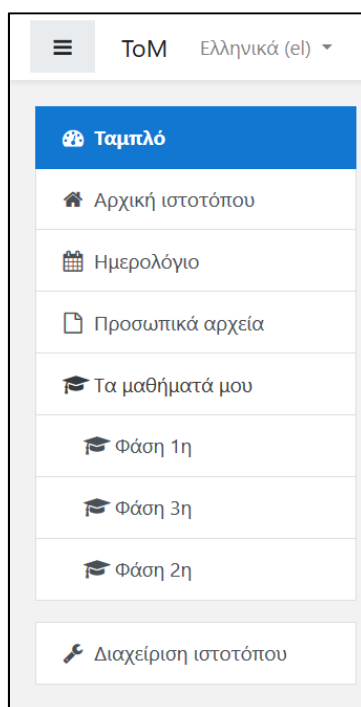 ToM Ελληνικά (el)
Ταμπλό
Αρχική ιστοτόπου
Ημερολόγιο
Προσωπικά αρχεία
Τα μαθήματά μου
Φάση 1η
Φάση 3η
Φάση 2η
Διαχείριση ιστοτόπου